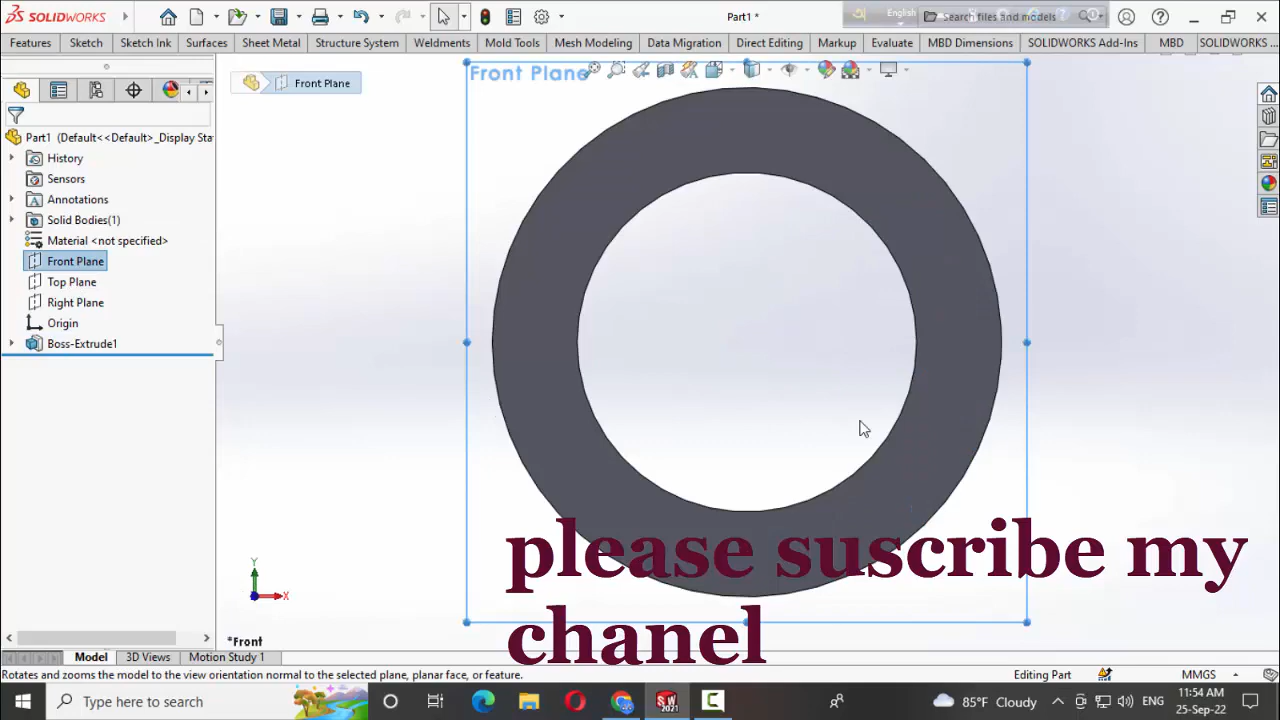 SOLIDWORKS
Part1 *
English
Search files and models
Features
Sketch
Sketch Ink
Surfaces
Sheet Metal
Structure System
Weldments
Mold Tools
Mesh Modeling
Data Migration
Direct Editing
Markup
Evaluate
MBD Dimensions
SOLIDWORKS Add-Ins
MBD
SOLIDWORKS ...
Front Plane
Front Plane
Part1 (Default<<Default>_Display Sta
History
Sensors
Annotations
Solid Bodies(1)
Material <not specified>
Front Plane
Top Plane
Right Plane
Origin
Boss-Extrude1
Y
X
*Front
please suscribe my
chanel
Model
3D Views
Motion Study 1
Rotates and zooms the model to the view orientation normal to the selected plane, planar face, or feature.
Editing Part
MMGS
Type here to search
SW
2021
85°F Cloudy
ENG
11:54 AM
25-Sep-22